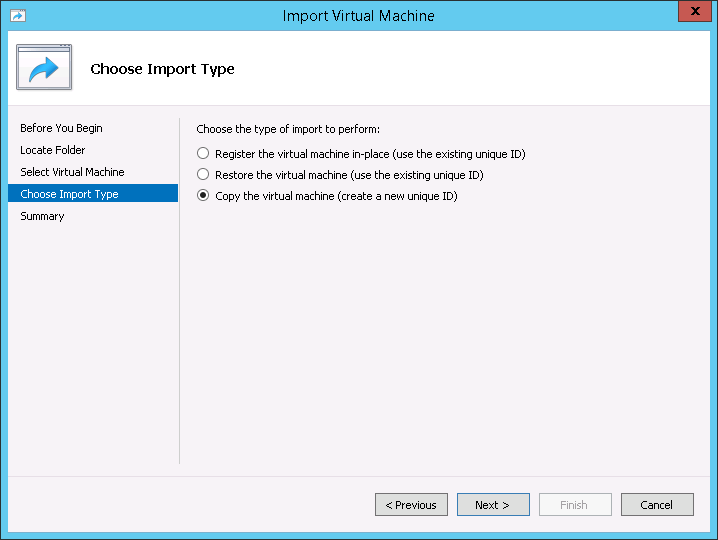 Import Virtual Machine
x
Choose Import Type
Before You Begin
Locate Folder
Select Virtual Machine
Choose Import Type
Summary
Choose the type of import to perform:
Register the virtual machine in-place (use the existing unique ID)
Restore the virtual machine (use the existing unique ID)
Copy the virtual machine (create a new unique ID)
< Previous
Next >
Finish
Cancel